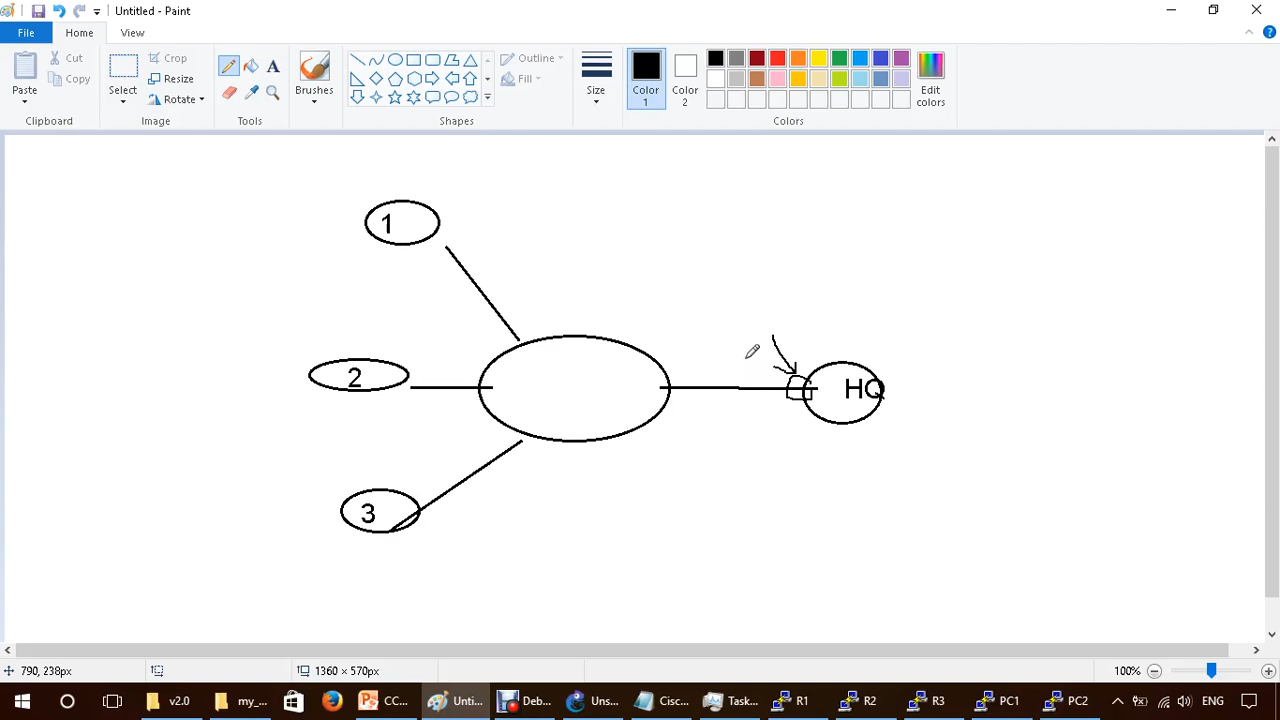 Untitled - Paint
File Home View
Paste
Cut
Copy
Clipboard
Select
Crop
Resize
Rotate
Image
Tools
Brushes
Shapes
Outline
Fill
Size
Color 1
Color 2
Edit colors
Colors
1
2
3
HQ
790, 238px
1360 × 570px
100%
v2.0
my_...
CC...
Unti...
Deb...
Uns...
Cisc...
Task...
R1
R2
R3
PC1
PC2
ENG